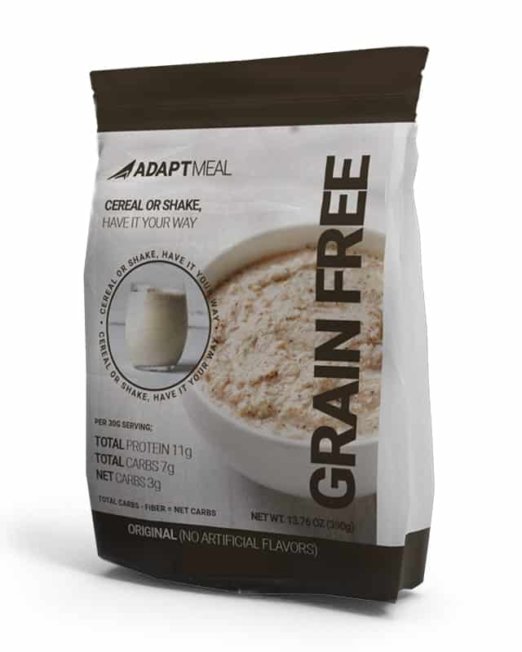 ADAPTMEAL
CEREAL OR SHAKE,
HAVE IT YOUR WAY
• CEREAL OR SHAKE, HAVE IT YOUR WAY
• CEREAL OR SHAKE, HAVE IT YOUR WAY
GRAIN FREE
PER 30G SERVING:
TOTAL PROTEIN 11g
TOTAL CARBS 7g
NET CARBS 3g
TOTAL CARBS - FIBER = NET CARBS
NET WT. 13.76 OZ (390g)
ORIGINAL (NO ARTIFICIAL FLAVORS)